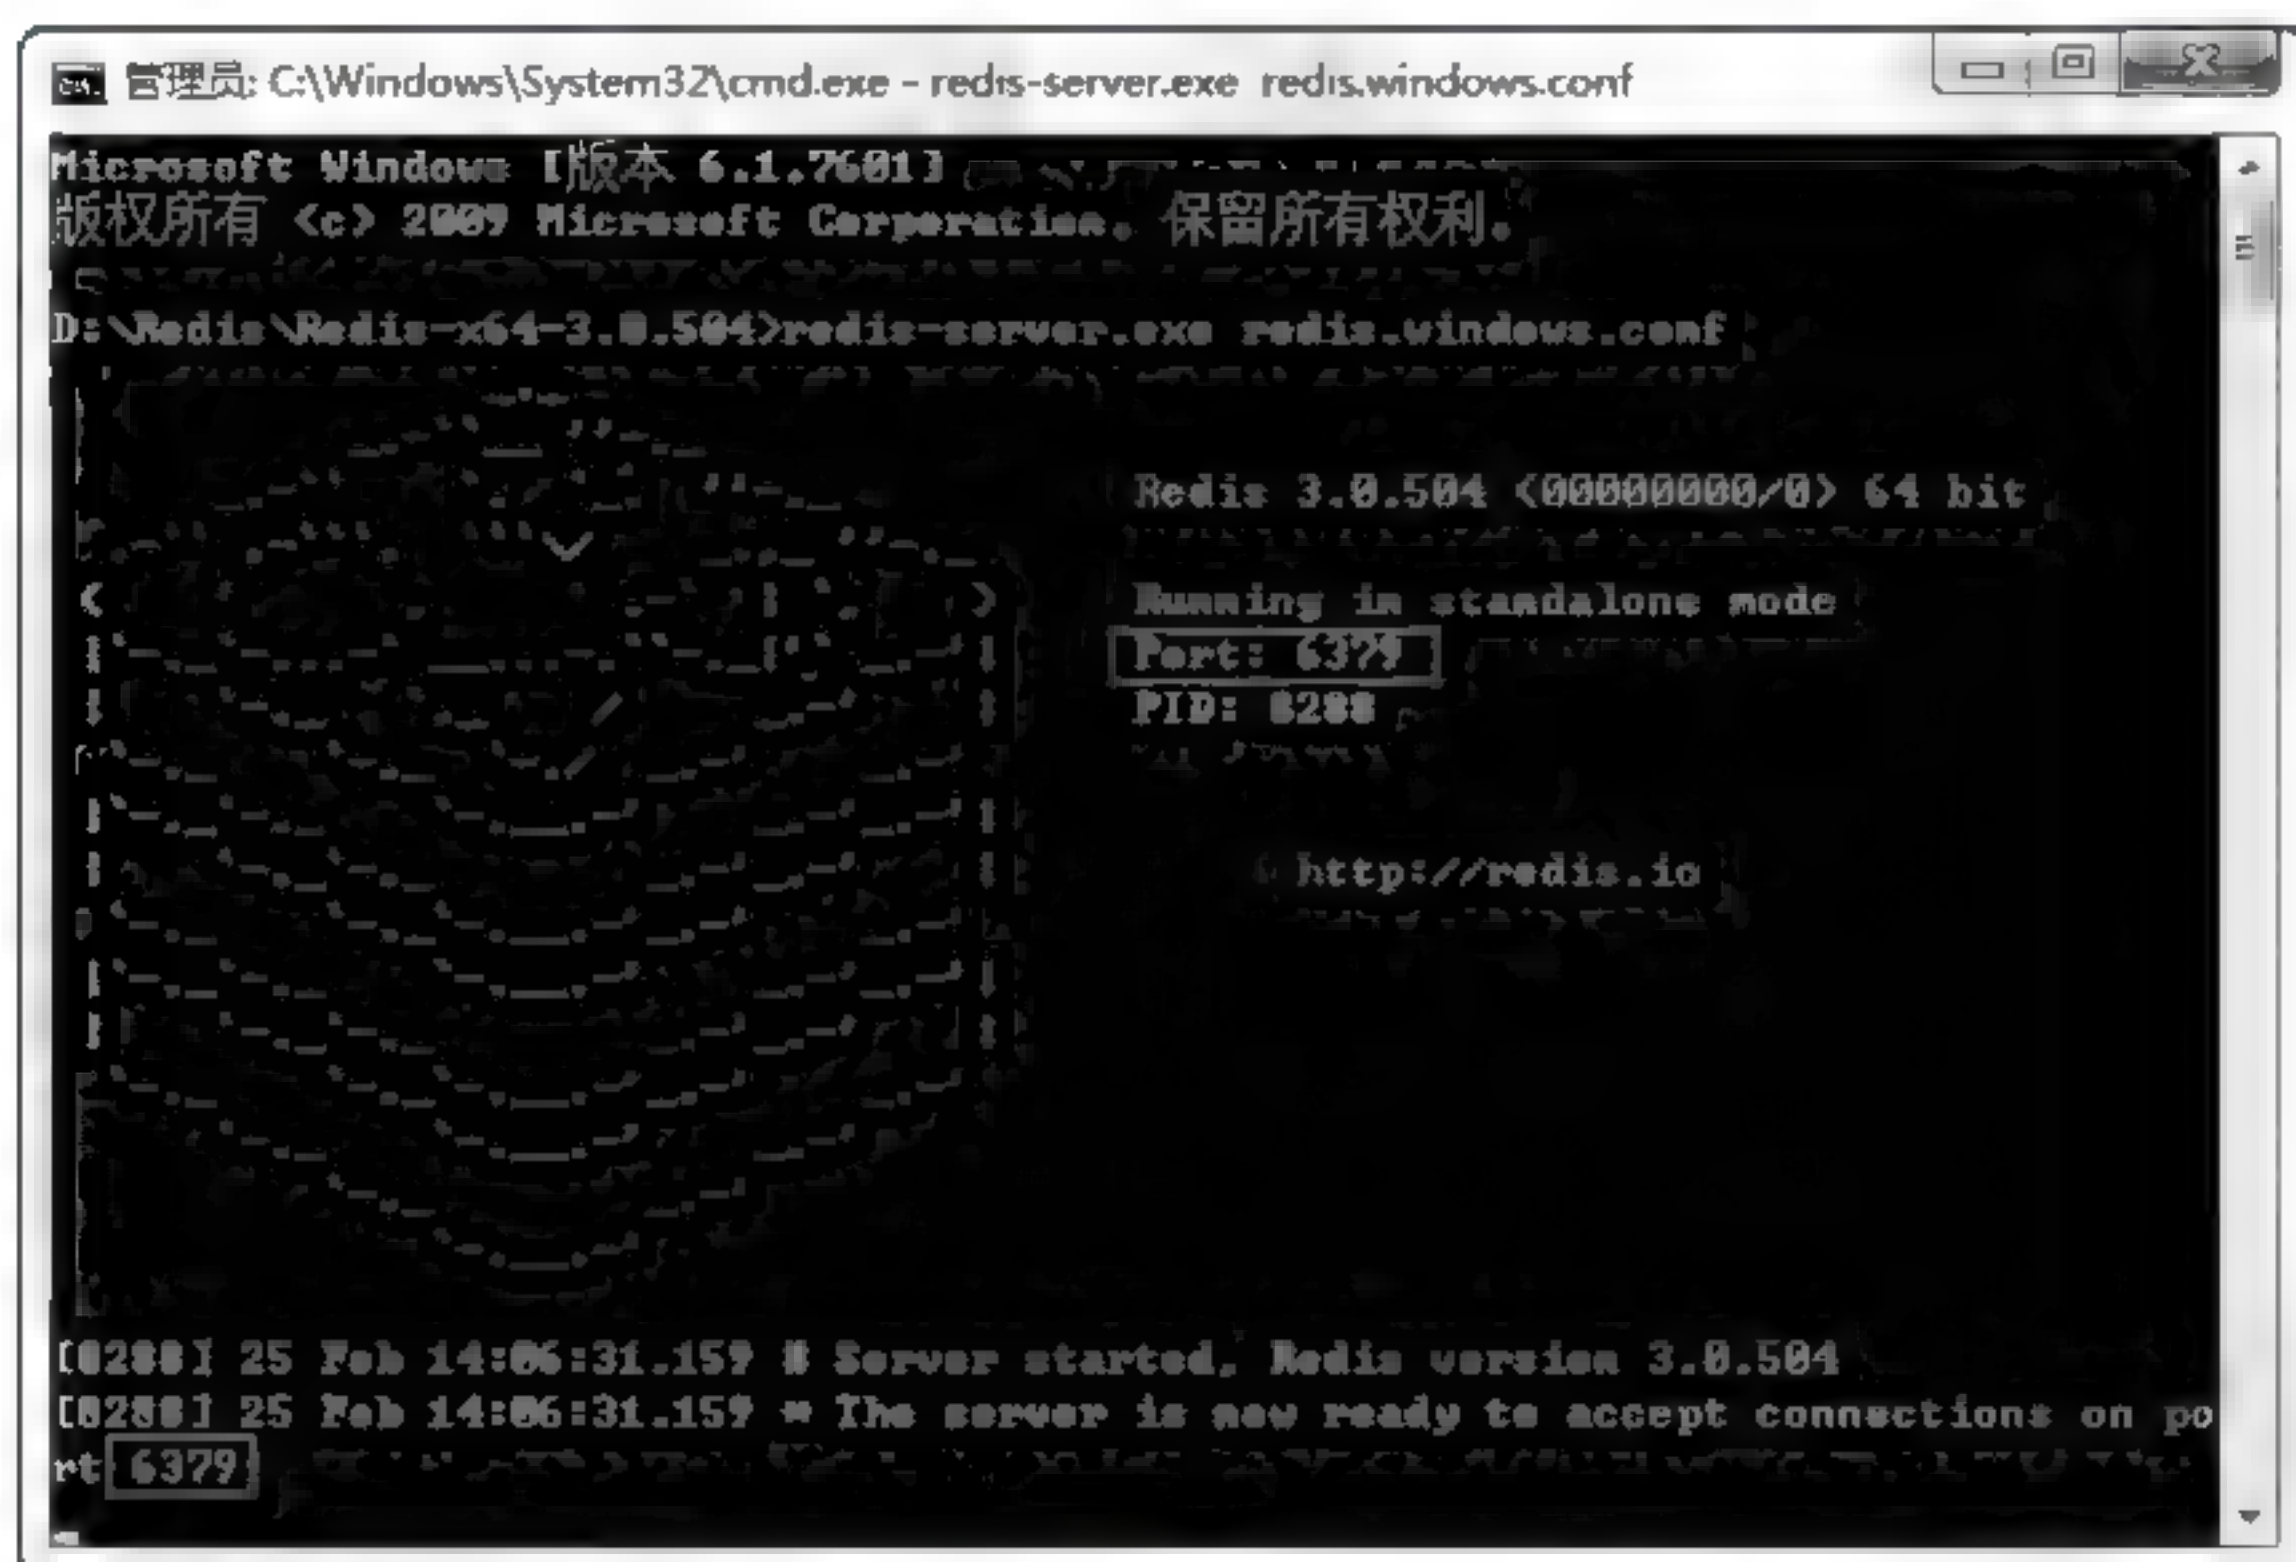 管理员: C:\Windows\System32\cmd.exe - redis-server.exe redis.windows.conf
Microsoft Windows [版本 6.1.7601]
版权所有 <c> 2009 Microsoft Corporation。保留所有权利。
D:\Redis\Redis-x64-3.0.504>redis-server.exe redis.windows.conf
Redis 3.0.504 <00000000/0> 64 bit
Running in standalone mode
Port: 6379
PID: 8288
http://redis.io
[8288] 25 Feb 14:06:31.159 # Server started, Redis version 3.0.504
[8288] 25 Feb 14:06:31.159 * The server is now ready to accept connections on po
rt 6379